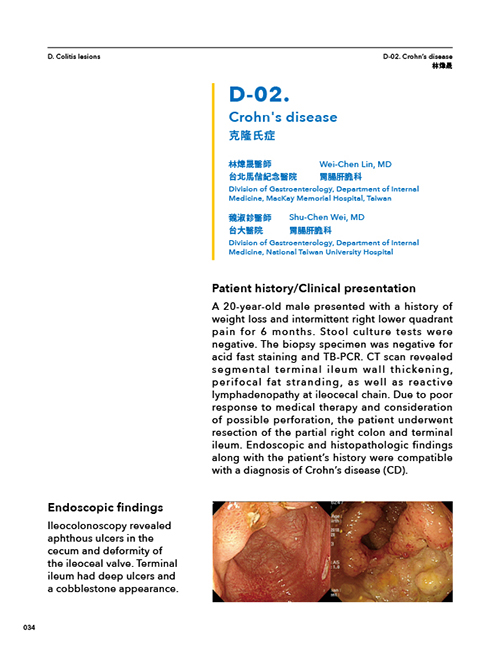 D. Colitis lesions
D-02. Crohn's disease
林煒晟
D-02.
Crohn's disease
克隆氏症
林煒晟醫師 Wei-Chen Lin, MD
台北馬偕紀念醫院 胃腸肝膽科
Division of Gastroenterology, Department of Internal
Medicine, MacKay Memorial Hospital, Taiwan
魏淑鉁醫師 Shu-Chen Wei, MD
台大醫院 胃腸肝膽科
Division of Gastroenterology, Department of Internal
Medicine, National Taiwan University Hospital
Patient history/Clinical presentation
A 20-year-old male presented with a history of
weight loss and intermittent right lower quadrant
pain for 6 months. Stool culture tests were
negative. The biopsy specimen was negative for
acid fast staining and TB-PCR. CT scan revealed
segmental terminal ileum wall thickening,
perifocal fat stranding, as well as reactive
lymphadenopathy at ileocecal chain. Due to poor
response to medical therapy and consideration
of possible perforation, the patient underwent
resection of the partial right colon and terminal
ileum. Endoscopic and histopathologic findings
along with the patient's history were compatible
with a diagnosis of Crohn's disease (CD).
Endoscopic findings
Ileocolonoscopy revealed
aphthous ulcers in the
cecum and deformity of
the ileoceal valve. Terminal
ileum had deep ulcers and
a cobblestone appearance.
034